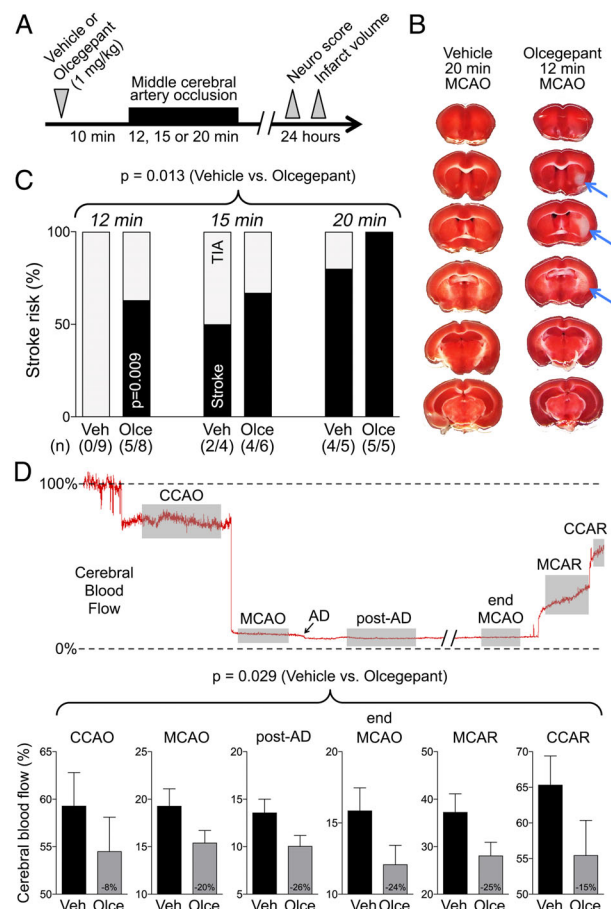 A
Vehicle or
Olcegepant
(1 mg/kg)
Middle cerebral
artery occlusion
Neuro score
Infarct volume
10 min
12, 15 or 20 min
24 hours
B
Vehicle
20 min
MCAO
Olcegepant
12 min
MCAO
C
p = 0.013 (Vehicle vs. Olcegepant)
12 min
15 min
20 min
Stroke risk (%)
100
50
0
p=0.009
TIA
Stroke
Veh Olce Veh Olce Veh Olce
(n) (0/9) (5/8) (2/4) (4/6) (4/5) (5/5)
D
100%
CCAO
CCAR
MCAR
Cerebral
Blood
Flow
MCAO
AD
post-AD
end
MCAO
0%
p = 0.029 (Vehicle vs. Olcegepant)
Cerebral blood flow (%)
CCAO
65
60
55
50
-8%
Veh Olce
MCAO
25
20
15
10
-20%
Veh Olce
post-AD
20
15
10
5
-26%
Veh Olce
end
MCAO
20
15
10
-24%
Veh Olce
MCAR
50
40
30
20
-25%
Veh Olce
CCAR
70
65
60
55
50
-15%
Veh Olce